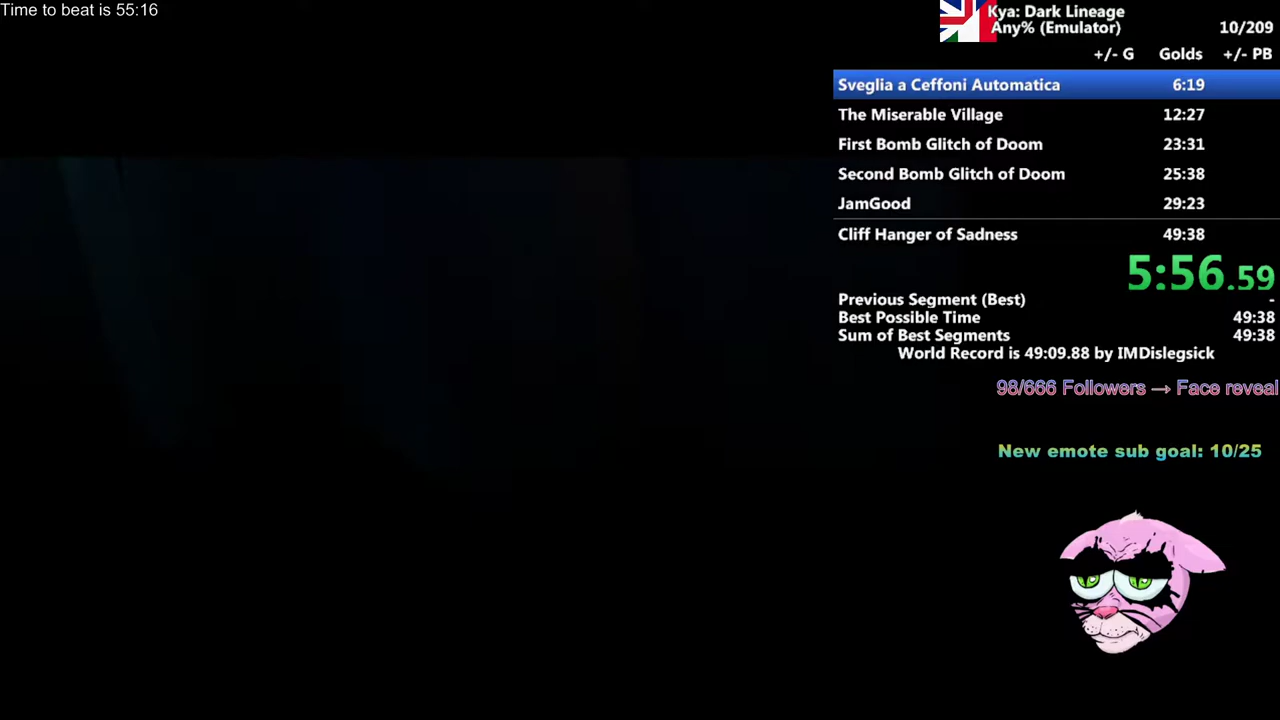 Time to beat is 55:16
Kya: Dark Lineage
Any% (Emulator) 10/209
+/- G Golds +/- PB
Sveglia a Ceffoni Automatica 6:19
The Miserable Village 12:27
First Bomb Glitch of Doom 23:31
Second Bomb Glitch of Doom 25:38
JamGood 29:23
Cliff Hanger of Sadness 49:38
5:56.59
Previous Segment (Best) -
Best Possible Time 49:38
Sum of Best Segments 49:38
World Record is 49:09.88 by IMDislegsick
98/666 Followers → Face reveal
New emote sub goal: 10/25